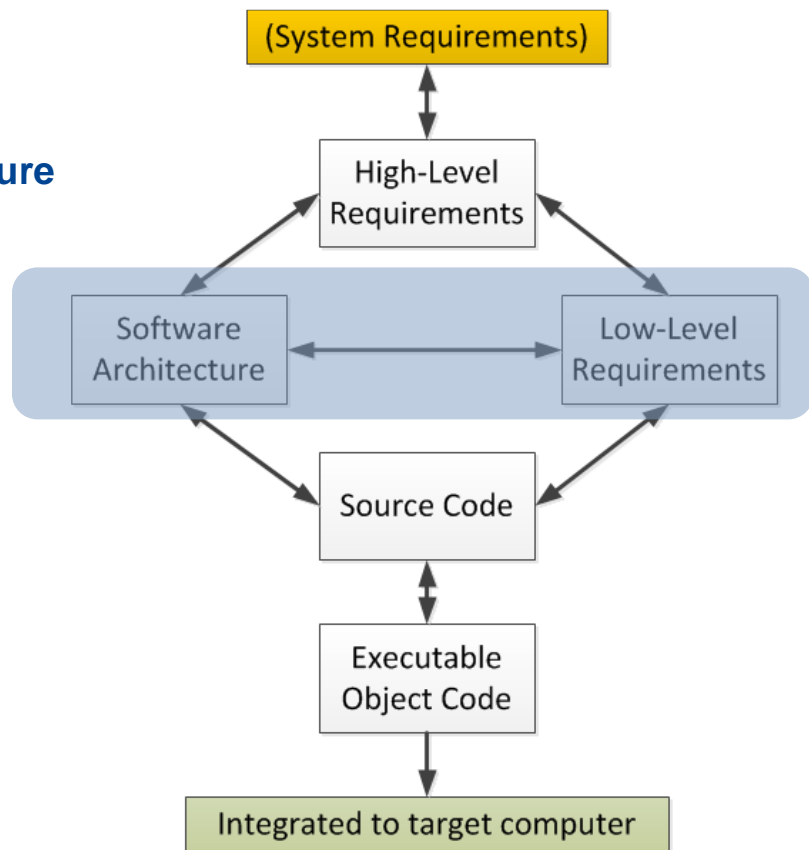 (System Requirements)
ure
High-Level
Requirements
Software
Architecture
Low-Level
Requirements
Source Code
Executable
Object Code
Integrated to target computer